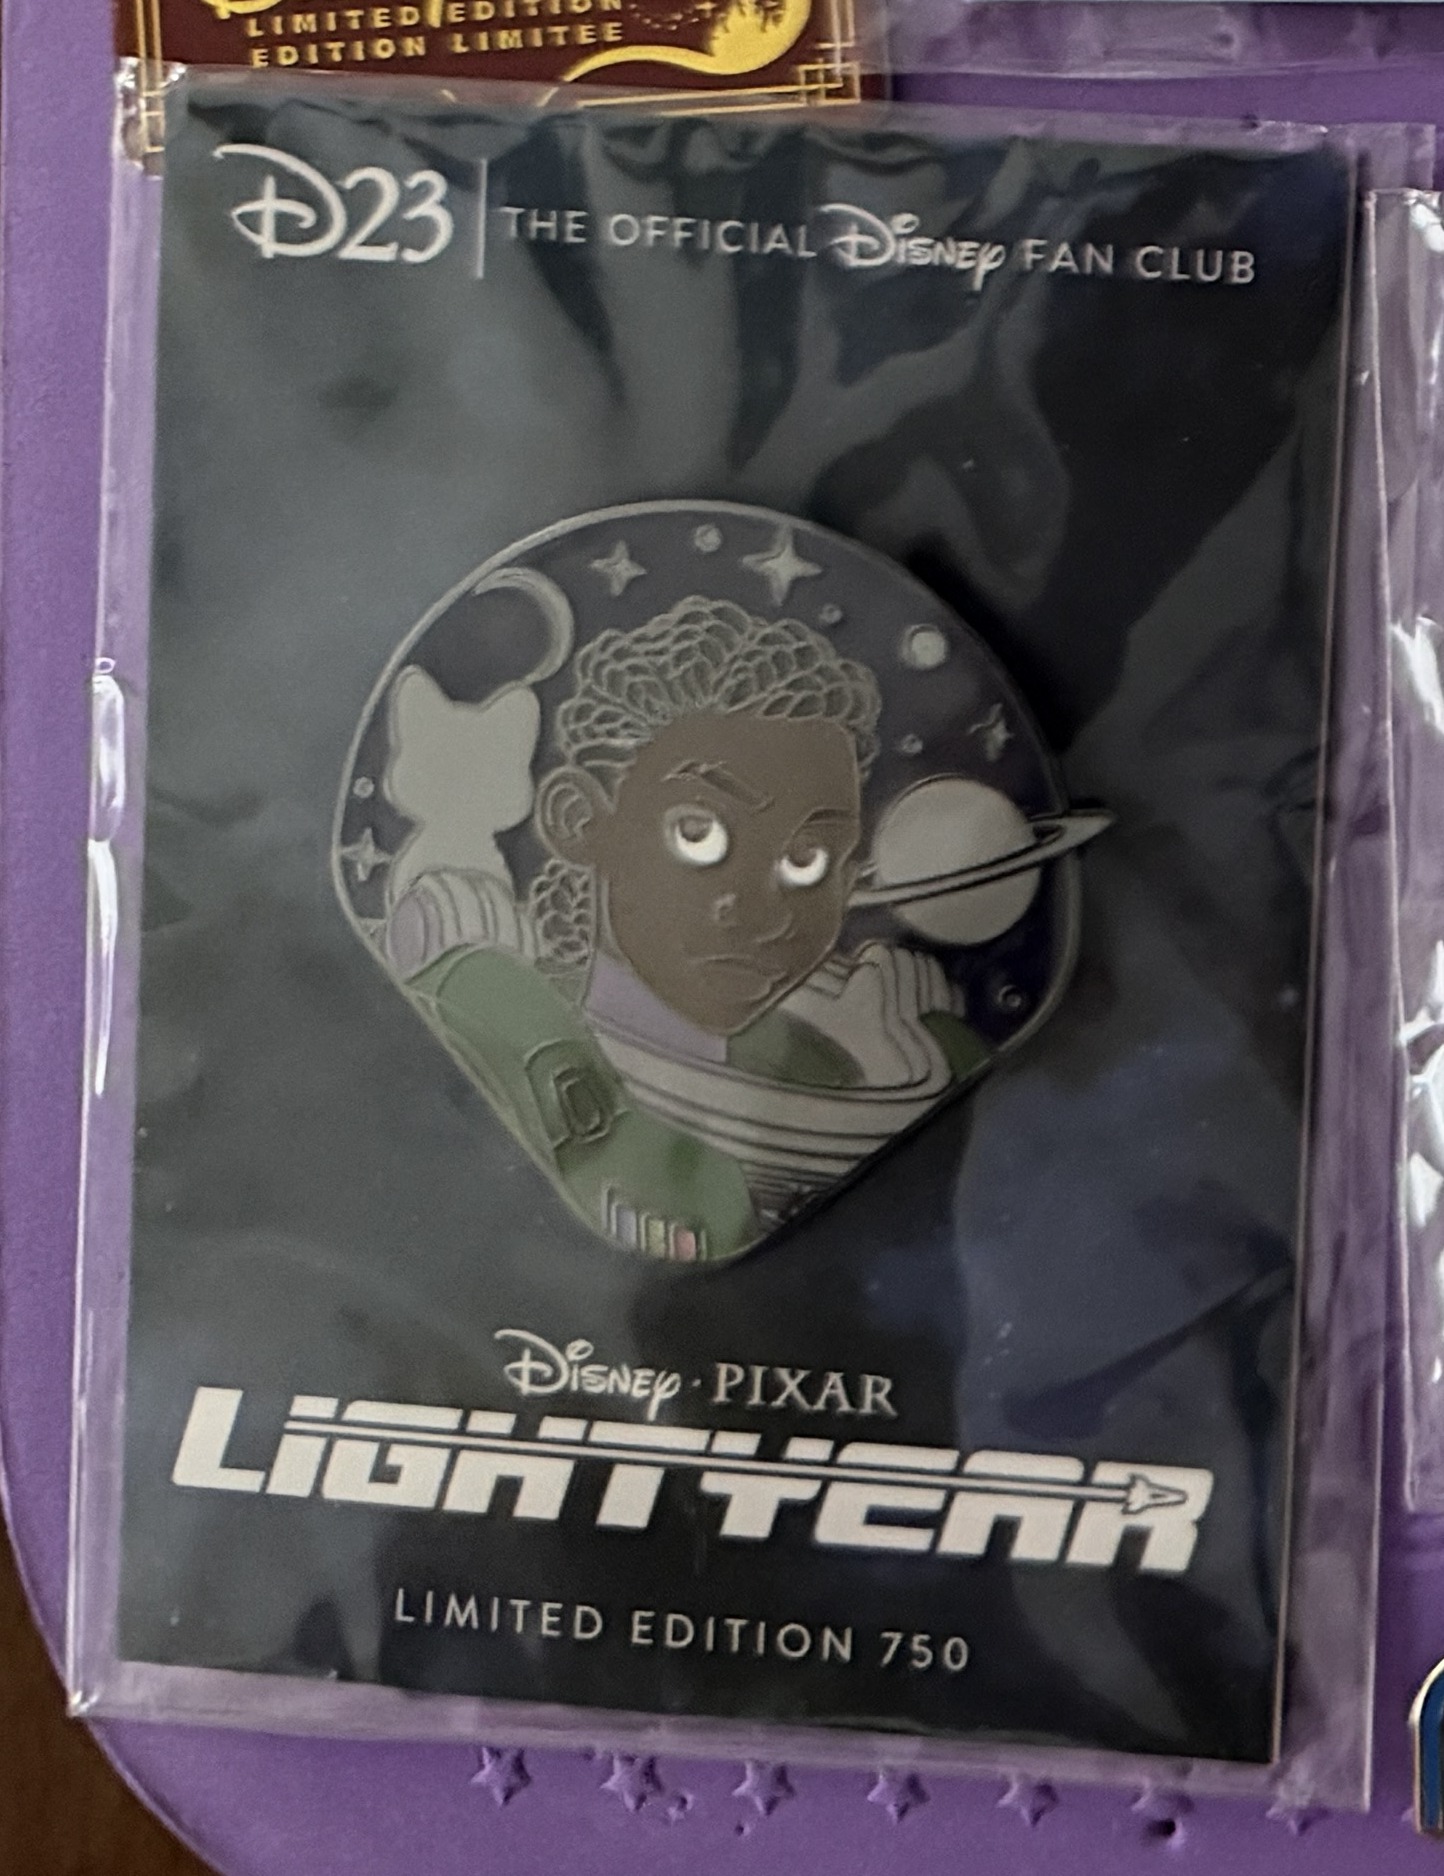 LIMITED EDITION
EDITION LIMITEE
D23 | THE OFFICIAL Disney FAN CLUB
Disney · PIXAR
LIGHTYEAR
LIMITED EDITION 750